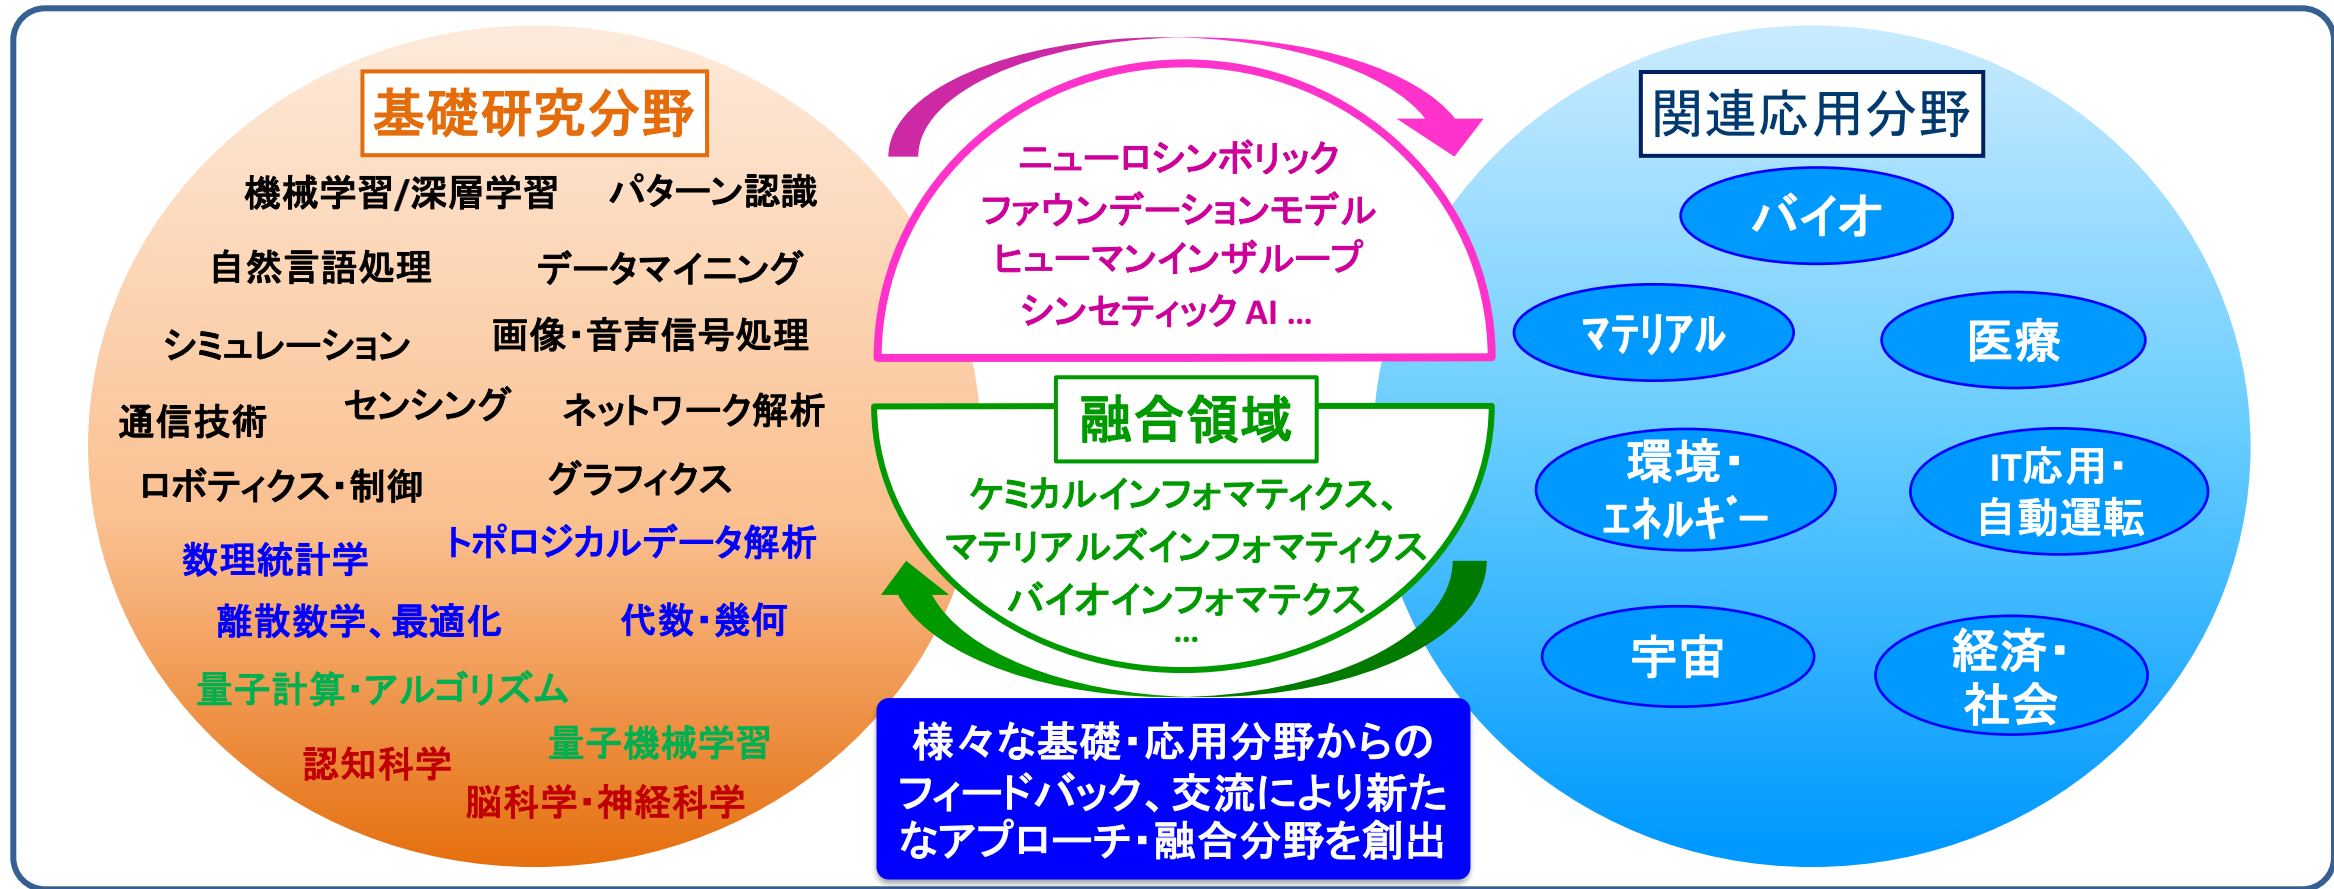 基礎研究分野
機械学習/深層学習
パターン認識
自然言語処理
データマイニング
シミュレーション
画像・音声信号処理
通信技術
センシング
ネットワーク解析
ロボティクス・制御
グラフィクス
数理統計学
トポロジカルデータ解析
離散数学、最適化
代数・幾何
量子計算・アルゴリズム
量子機械学習
認知科学
脳科学・神経科学
ニューロシンボリック
ファウンデーションモデル
ヒューマンインザループ
シンセティック AI ...
融合領域
ケミカルインフォマティクス、
マテリアルズインフォマティクス
バイオインフォマテクス
...
様々な基礎・応用分野からの
フィードバック、交流により新た
なアプローチ・融合分野を創出
関連応用分野
バイオ
マテリアル
医療
環境・
エネルギー
IT応用・
自動運転
宇宙
経済・
社会